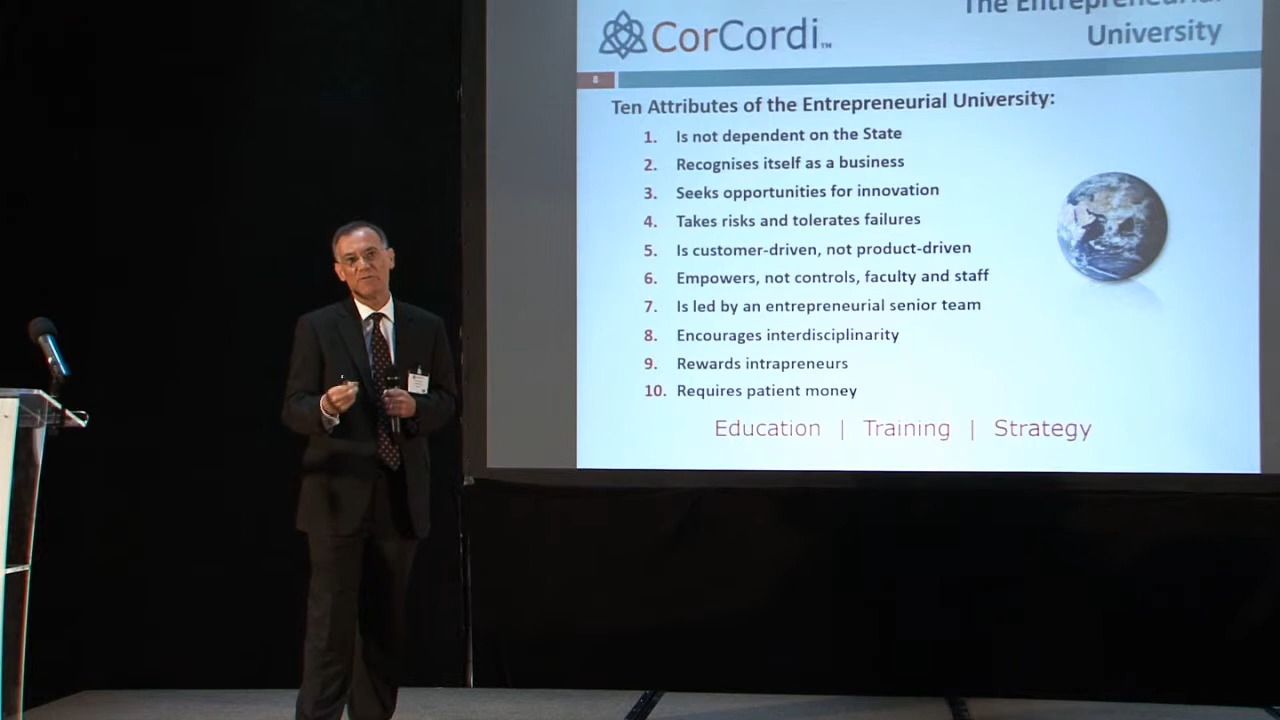 The Entrepreneurial
CorCordi™
University
8
Ten Attributes of the Entrepreneurial University:
1. Is not dependent on the State
2. Recognises itself as a business
3. Seeks opportunities for innovation
4. Takes risks and tolerates failures
5. Is customer-driven, not product-driven
6. Empowers, not controls, faculty and staff
7. Is led by an entrepreneurial senior team
8. Encourages interdisciplinarity
9. Rewards intrapreneurs
10. Requires patient money
Education | Training | Strategy